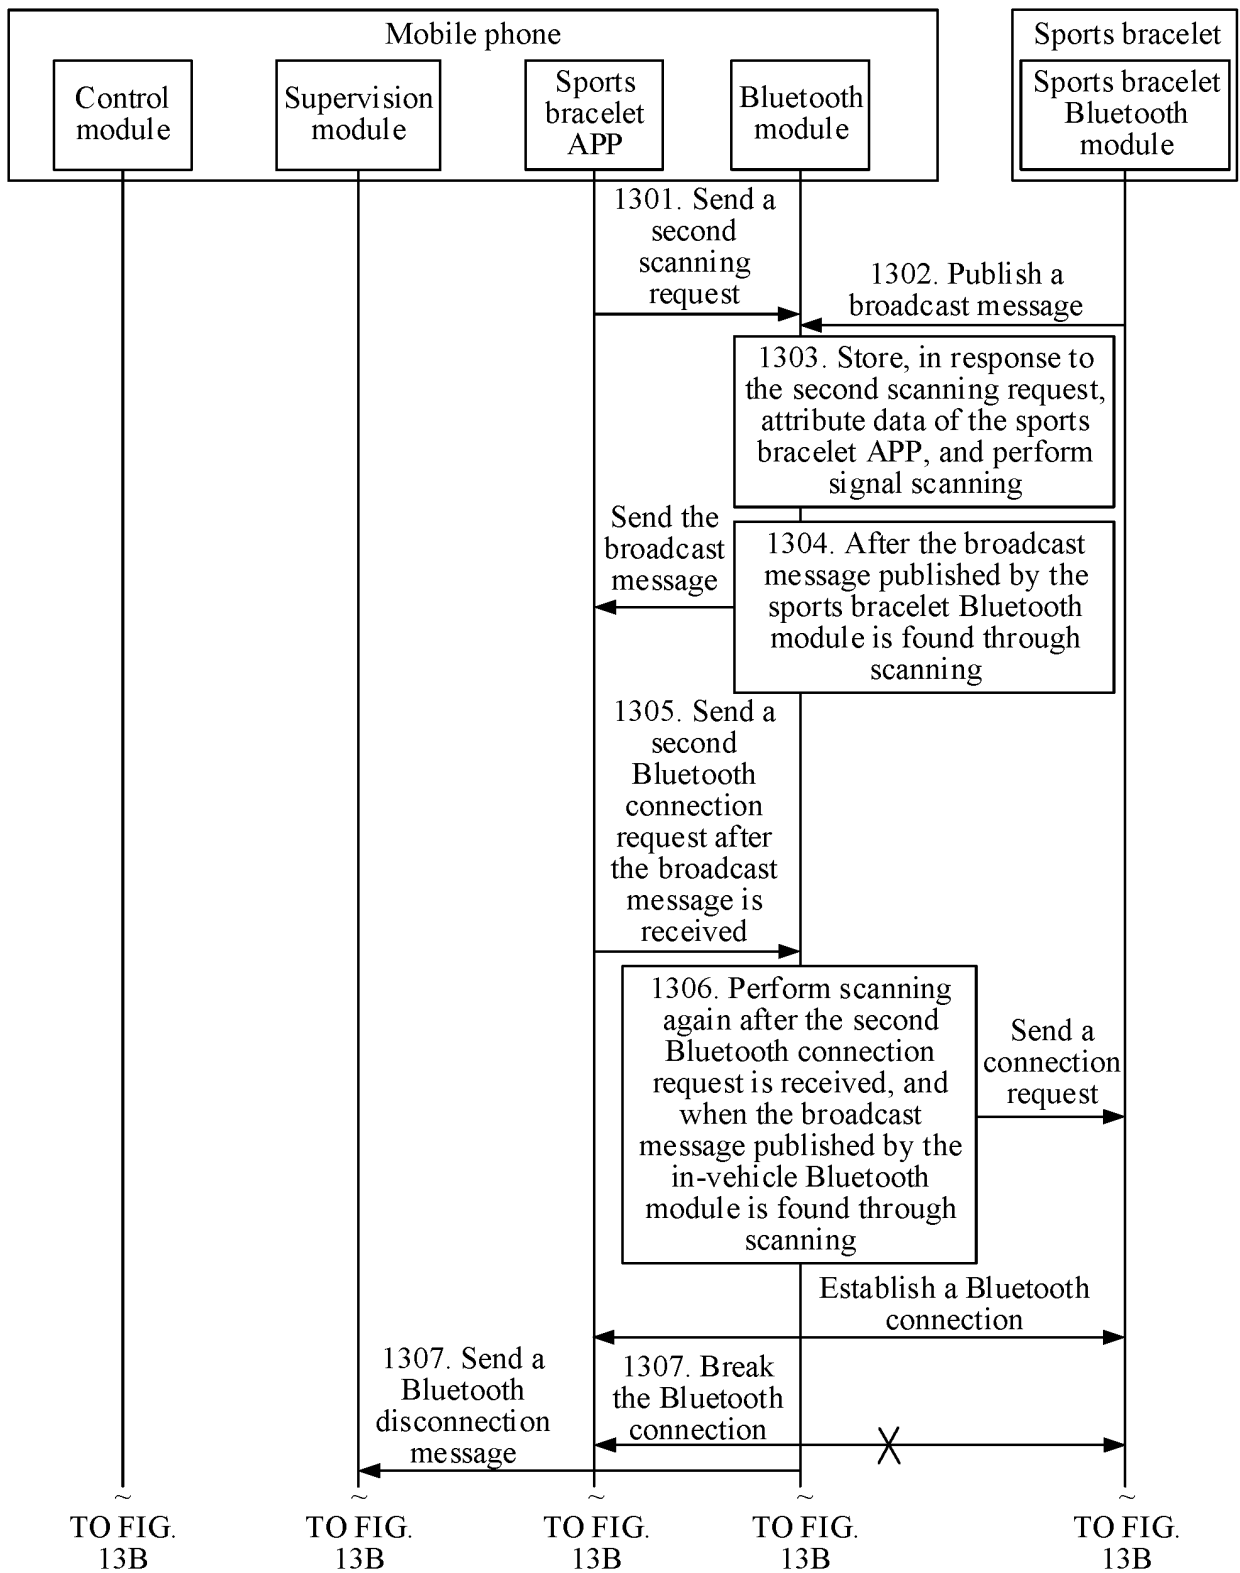 Mobile phone
Sports bracelet
Control
module
Supervision
module
Sports
bracelet
APP
Bluetooth
module
Sports bracelet
Bluetooth
module
1301. Send a
second
scanning
request
1302. Publish a
broadcast message
1303. Store, in response to
the second scanning request,
attribute data of the sports
bracelet APP, and perform
signal scanning
Send the
broadcast
message
1304. After the broadcast
message published by the
sports bracelet Bluetooth
module is found through
scanning
1305. Send a
second
Bluetooth
connection
request after
the broadcast
message is
received
1306. Perform scanning
again after the second
Bluetooth connection
request is received, and
when the broadcast
message published by the
in-vehicle Bluetooth
module is found through
scanning
Send a
connection
request
Establish a Bluetooth
connection
1307. Send a
Bluetooth
disconnection
message
1307. Break
the Bluetooth
connection
~
TO FIG.
13B
~
TO FIG.
13B
~
TO FIG.
13B
~
TO FIG.
13B
~
TO FIG.
13B